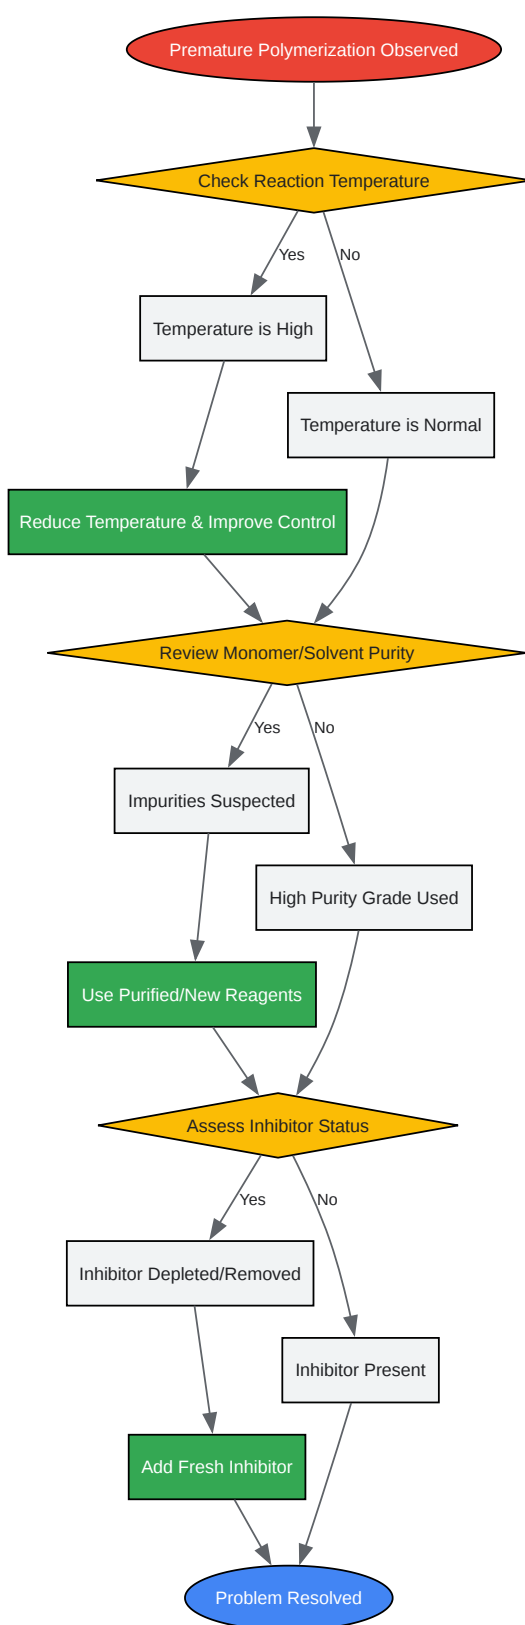 Premature Polymerization Observed
Check Reaction Temperature
Yes
No
Temperature is High
Temperature is Normal
Reduce Temperature & Improve Control
Review Monomer/Solvent Purity
Yes
No
Impurities Suspected
High Purity Grade Used
Use Purified/New Reagents
Assess Inhibitor Status
Yes
No
Inhibitor Depleted/Removed
Inhibitor Present
Add Fresh Inhibitor
Problem Resolved